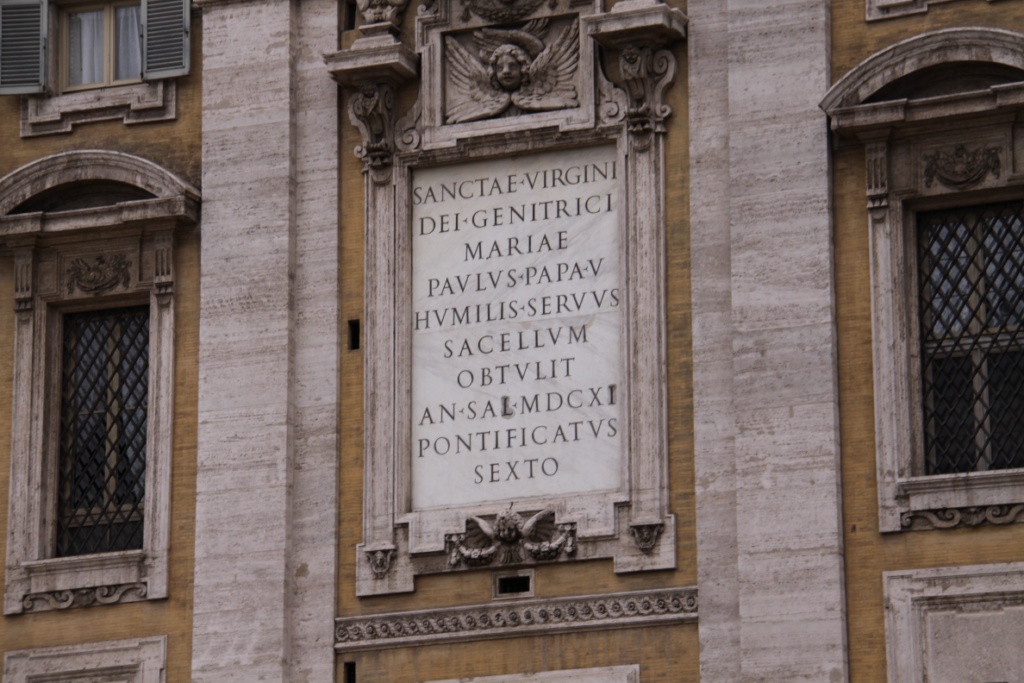 SANCTAE·VIRGINI
DEI·GENITRICI
MARIAE
PAVLVS·PAPA·V
HVMILIS·SERVVS
SACELLVM
OBTVLIT
AN·SAL·MDCXI
PONTIFICATVS
SEXTO